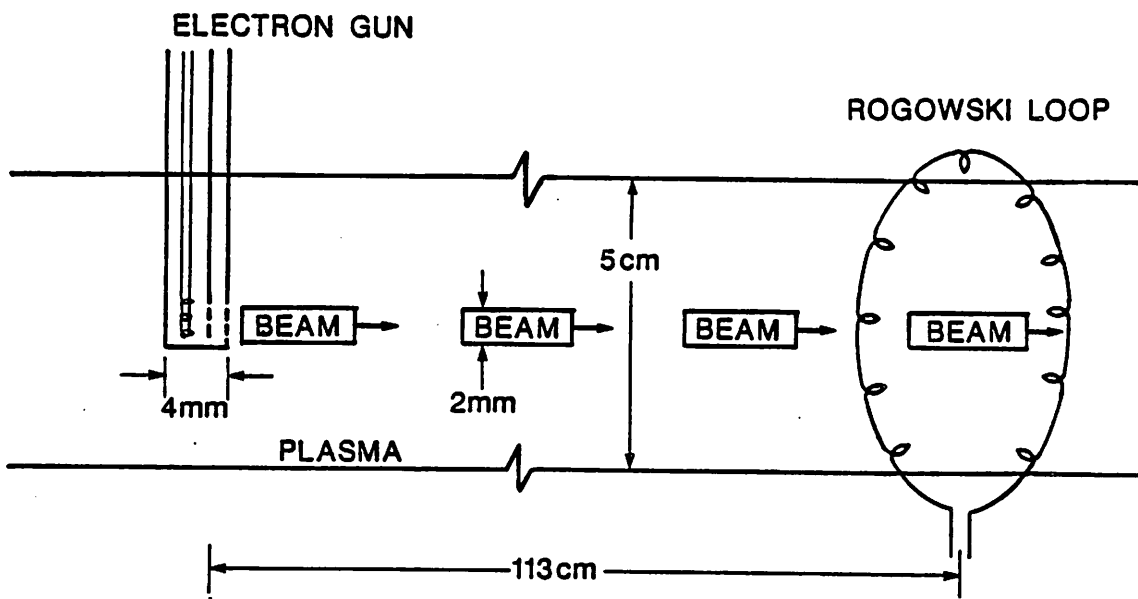 ELECTRON GUN
ROGOWSKI LOOP
5cm
BEAM
BEAM
BEAM
BEAM
4mm
2mm
PLASMA
113cm